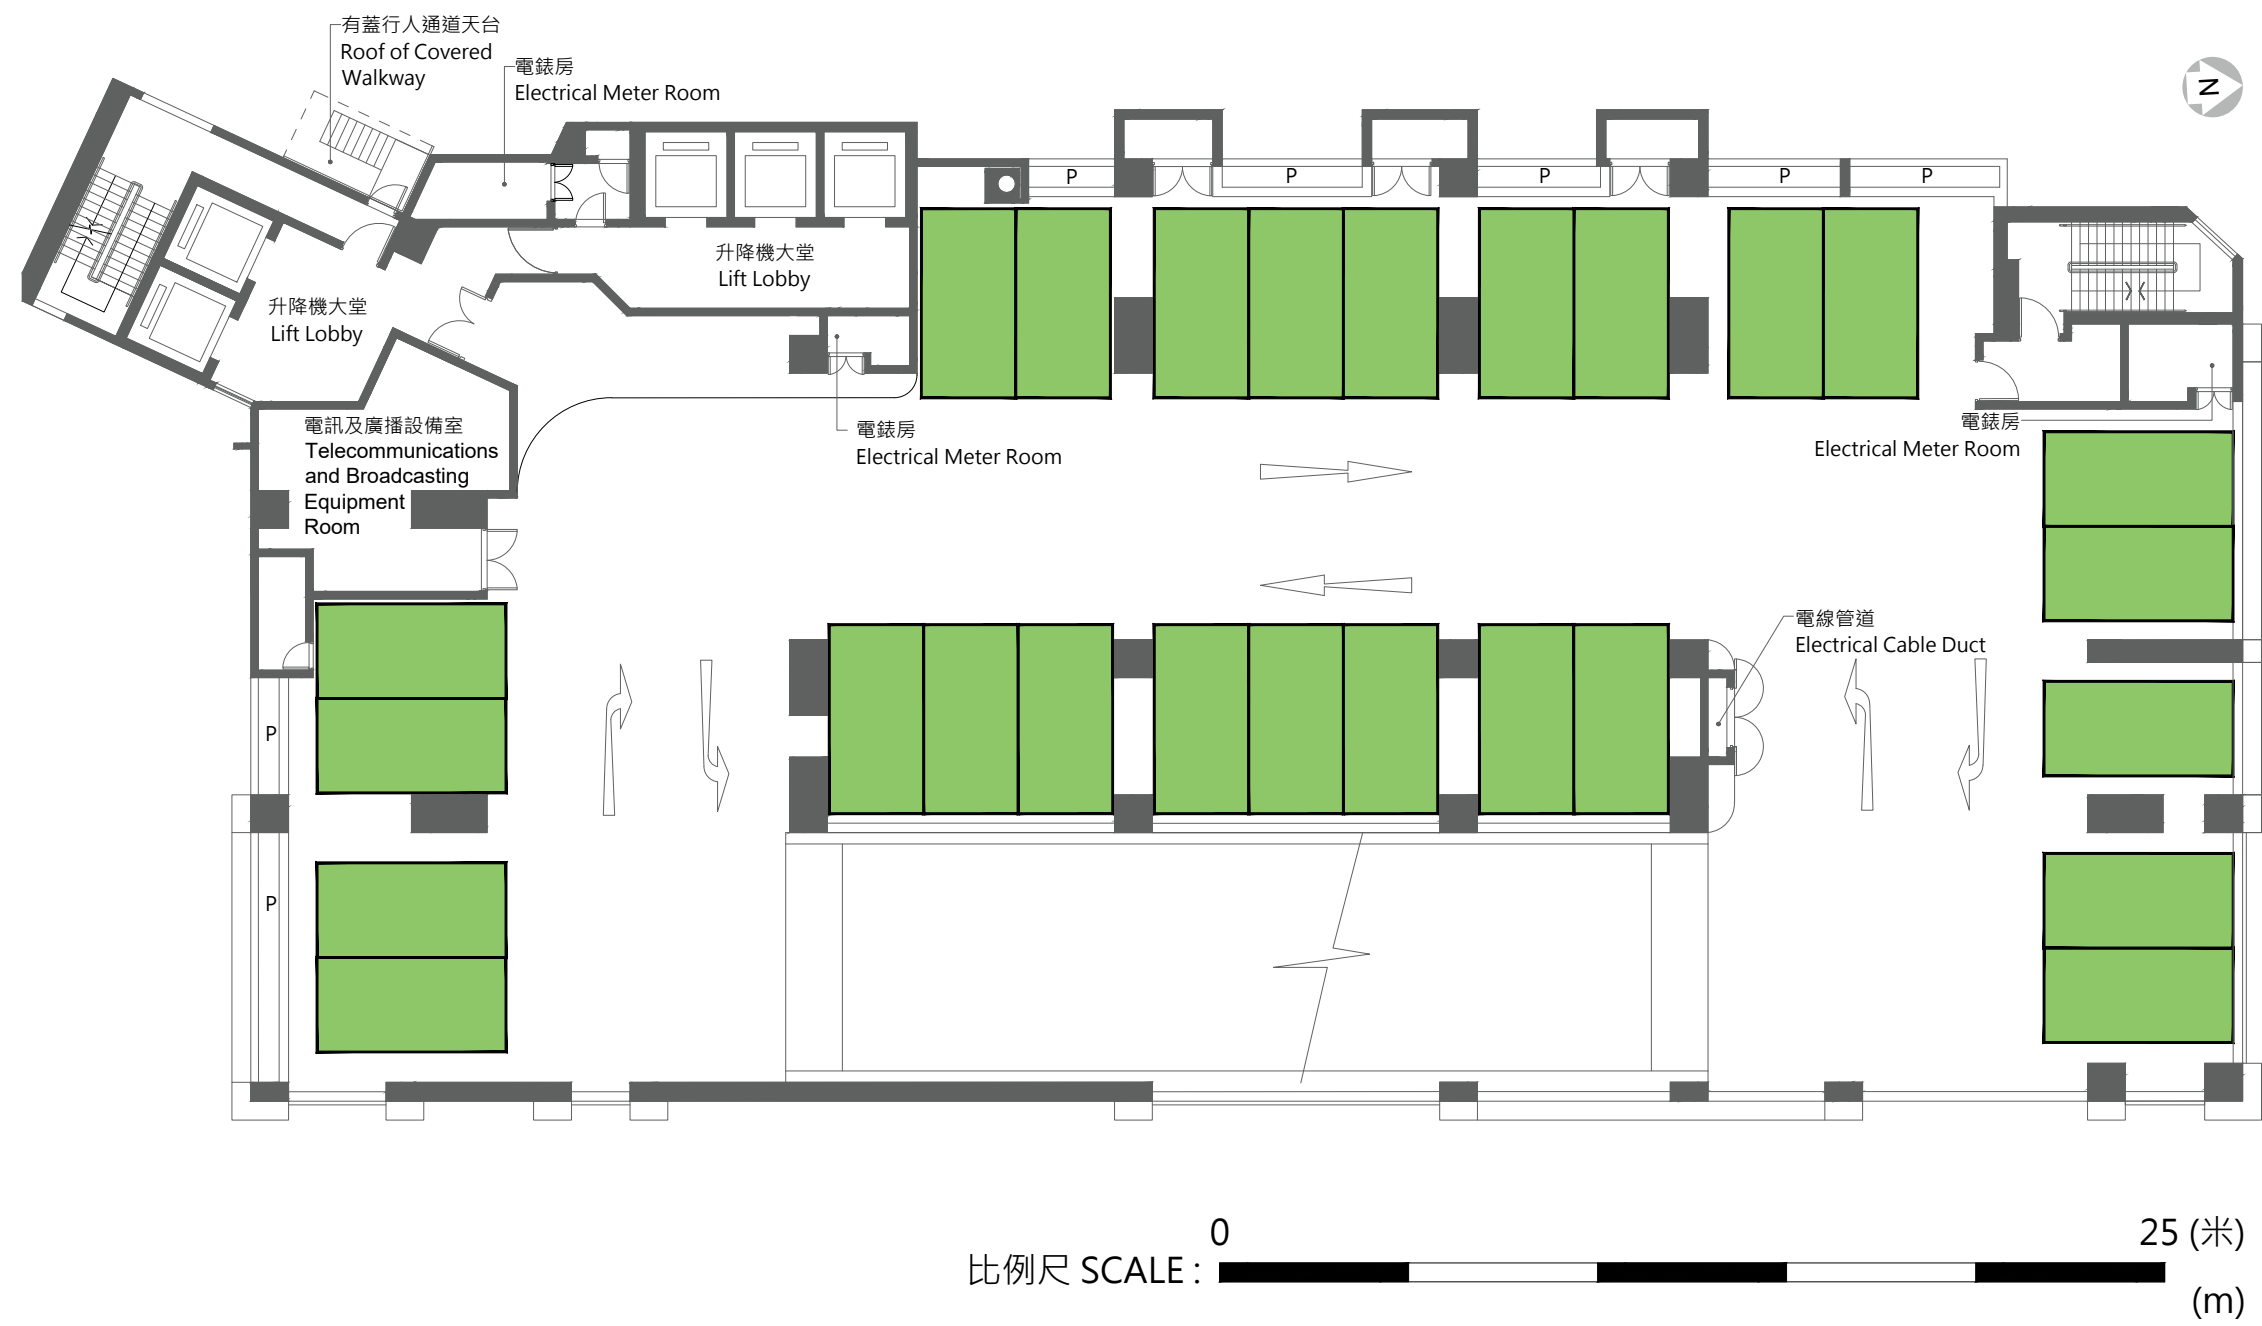 有蓋行人通道天台
Roof of Covered
Walkway
電錶房
Electrical Meter Room
N
P
P
P
P
P
升降機大堂
Lift Lobby
升降機大堂
Lift Lobby
電訊及廣播設備室
Telecommunications
and Broadcasting
Equipment
Room
電錶房
Electrical Meter Room
電錶房
Electrical Meter Room
電線管道
Electrical Cable Duct
P
P
0
25 (米)
比例尺 SCALE :
(m)